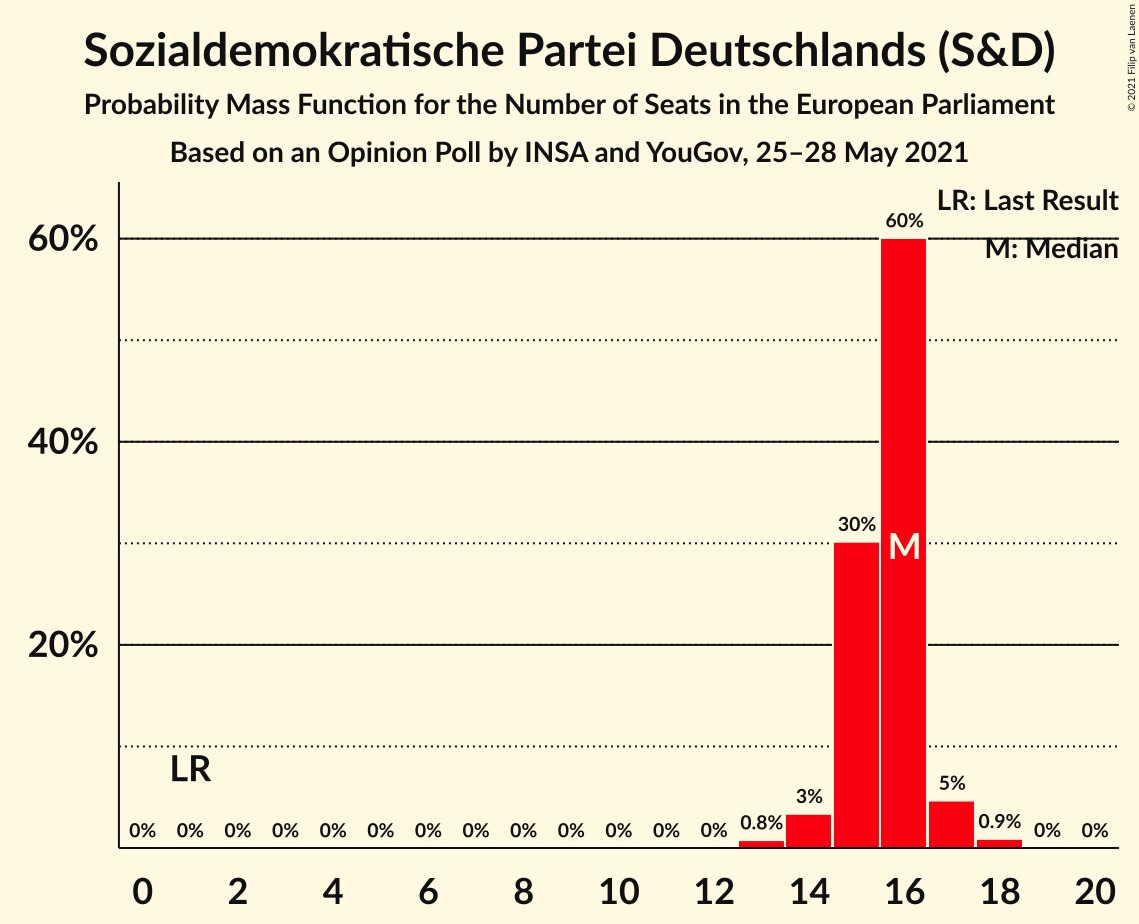 Sozialdemokratische Partei Deutschlands (S&D)
Probability Mass Function for the Number of Seats in the European Parliament
Based on an Opinion Poll by INSA and YouGov, 25–28 May 2021
© 2021 Filip van Laenen
LR: Last Result
M: Median
60%
40%
20%
60%
30%
M
LR
0% 0% 0% 0% 0% 0% 0% 0% 0% 0% 0% 0% 0% 0.8% 3% 5% 0.9% 0% 0%
0 2 4 6 8 10 12 14 16 18 20